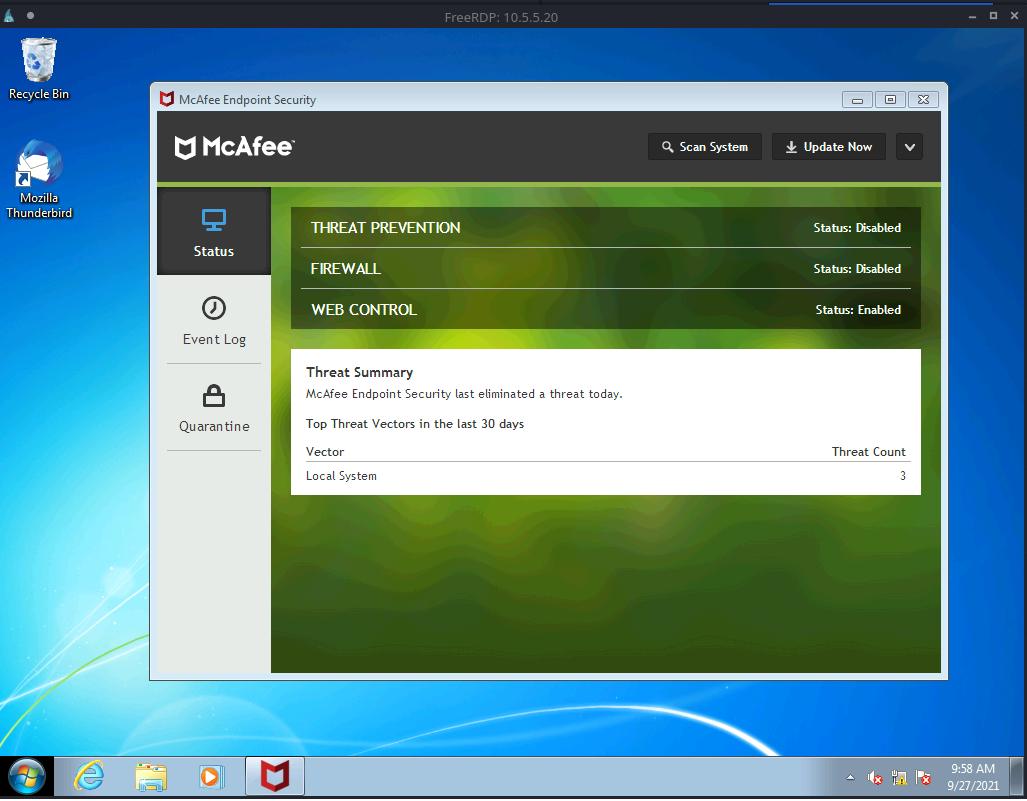 FreeRDP: 10.5.5.20
Recycle Bin
Mozilla
Thunderbird
McAfee Endpoint Security
McAfee™
Scan System
Update Now
Status
Event Log
Quarantine
THREAT PREVENTION Status: Disabled
FIREWALL Status: Disabled
WEB CONTROL Status: Enabled
Threat Summary
McAfee Endpoint Security last eliminated a threat today.
Top Threat Vectors in the last 30 days
Vector Threat Count
Local System 3
9:58 AM
9/27/2021